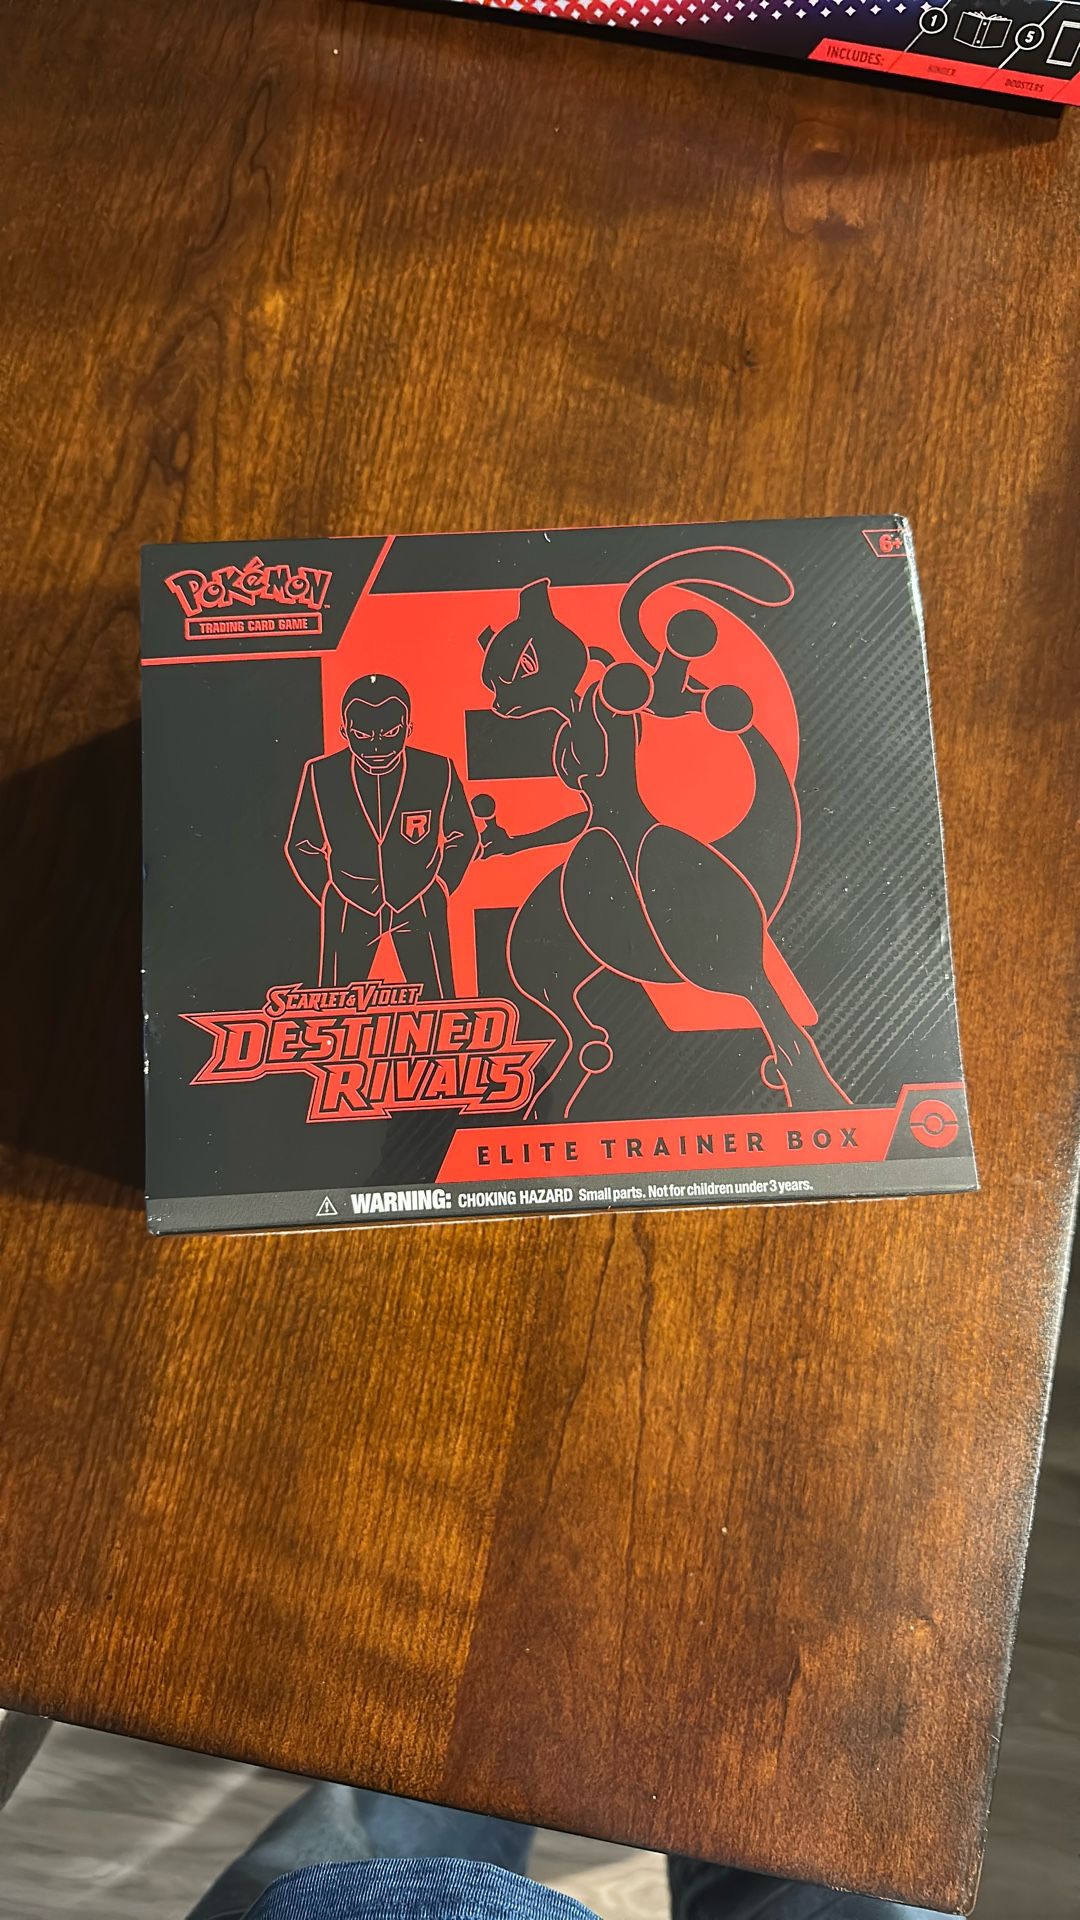 1
5
INCLUDES:
BINDER
BOOSTERS
6+
POKéMON
TRADING CARD GAME
R
SCARLET & VIOLET
DESTINED
RIVALS
ELITE TRAINER BOX
WARNING: CHOKING HAZARD Small parts. Not for children under 3 years.